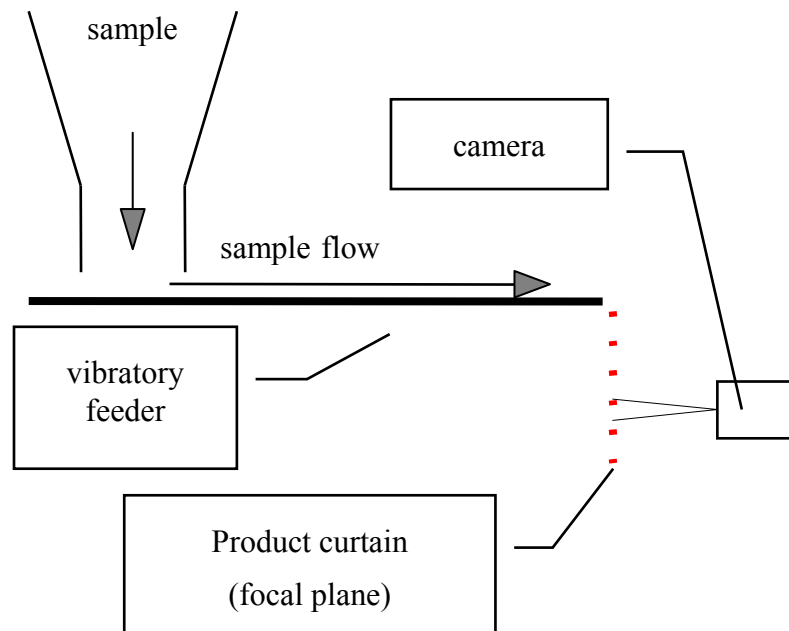 sample
camera
sample flow
vibratory
feeder
Product curtain
(focal plane)